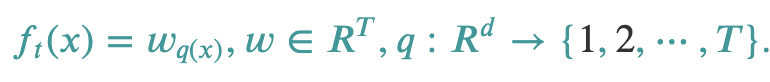 f_t(x) = w_{q(x)}, w ∈ R^T, q : R^d → {1, 2, ⋯ , T}.